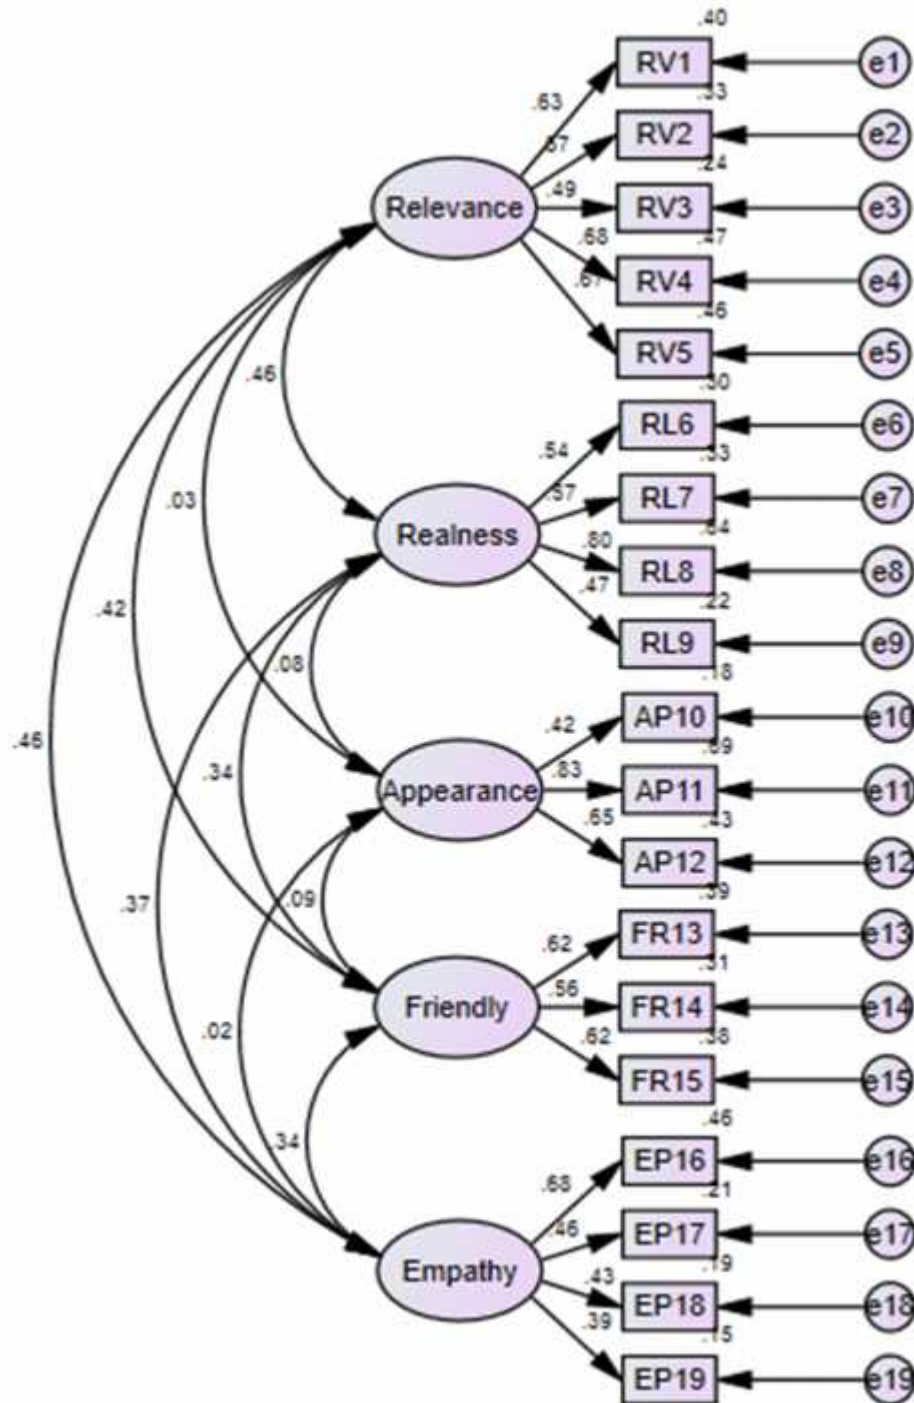 .40
RV1
e1
.63
.33
.57
RV2
e2
.24
Relevance
.49
RV3
e3
.47
.68
RV4
e4
.67
.46
RV5
e5
.30
.46
RL6
e6
.54
.33
.57
RL7
e7
.03
.64
Realness
.80
RL8
e8
.47
.22
.42
RL9
e9
.08
.18
.42
AP10
e10
.46
.69
.34
Appearance
.83
AP11
e11
.65
.43
AP12
e12
.37
.09
.39
.62
FR13
e13
.31
.56
Friendly
FR14
e14
.02
.62
.38
FR15
e15
.34
.46
EP16
e16
.68
.21
.46
EP17
e17
.19
Empathy
.43
EP18
e18
.39
.15
EP19
e19